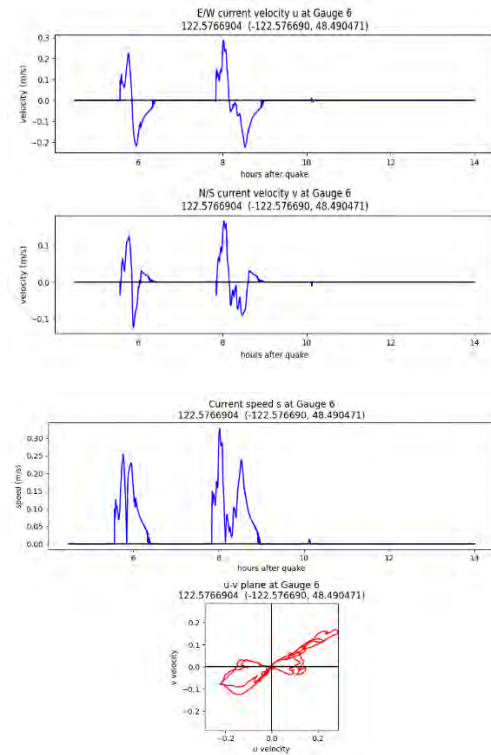 E/W current velocity u at Gauge 6
122.5766904 (-122.576690, 48.490471)
0.3
0.2
0.1
0.0
−0.1
−0.2
velocity (m/s)
6 8 10 12 14
hours after quake
N/S current velocity v at Gauge 6
122.5766904 (-122.576690, 48.490471)
0.1
0.0
−0.1
velocity (m/s)
6 8 10 12 14
hours after quake
Current speed s at Gauge 6
122.5766904 (-122.576690, 48.490471)
0.30
0.25
0.20
0.15
0.10
0.05
0.00
speed (m/s)
6 8 10 12 14
hours after quake
u-v plane at Gauge 6
122.5766904 (-122.576690, 48.490471)
0.2
0.1
0.0
−0.1
−0.2
v velocity
−0.2 0.0 0.2
u velocity